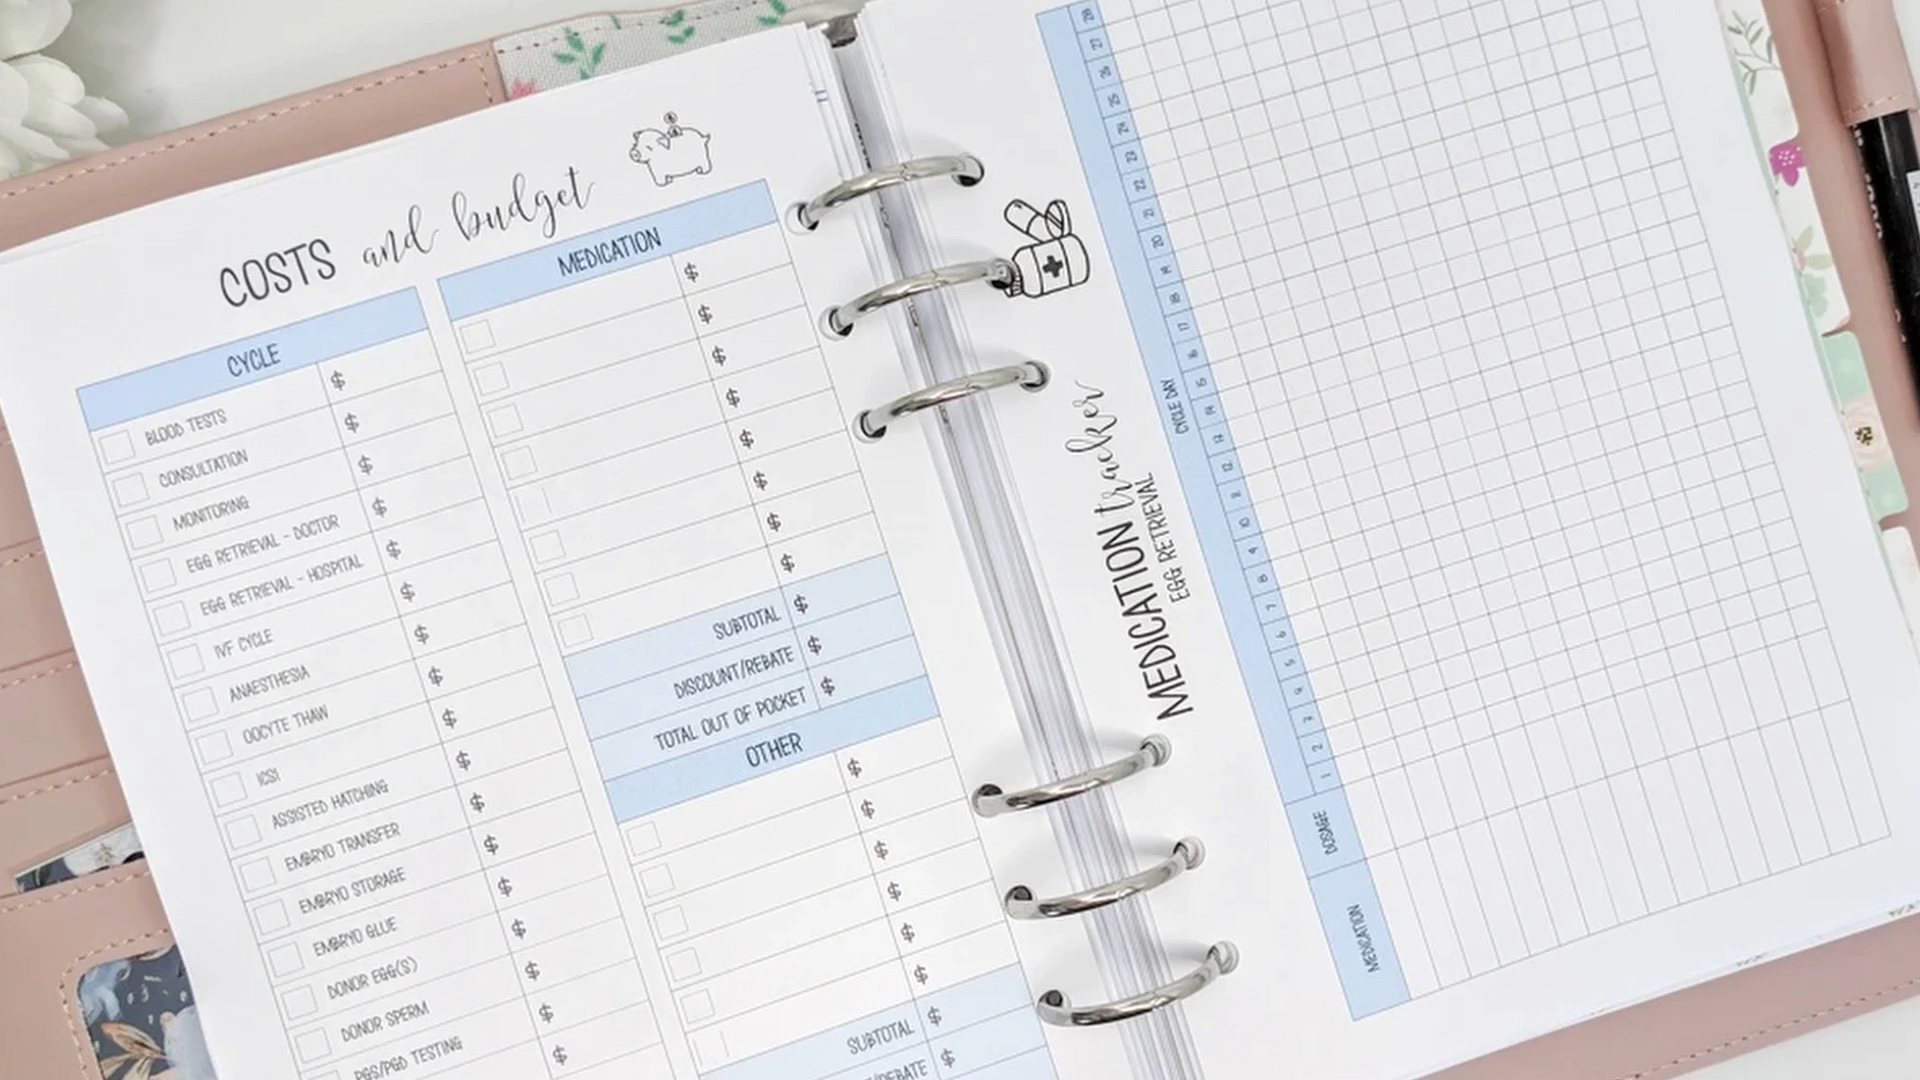 COSTS and budget
CYCLE
$
BLOOD TESTS $
CONSULTATION $
MONITORING $
EGG RETRIEVAL - DOCTOR $
EGG RETRIEVAL - HOSPITAL $
IVF CYCLE $
ANAESTHESIA $
OOCYTE THAW $
ICSI $
ASSISTED HATCHING $
EMBRYO TRANSFER $
EMBRYO STORAGE $
EMBRYO GLUE $
DONOR EGG(S) $
DONOR SPERM $
PGS/PGD TESTING $
MEDICATION
$
$
$
$
$
$
$
$
SUBTOTAL $
DISCOUNT/REBATE $
TOTAL OUT OF POCKET $
OTHER
$
$
$
$
$
$
SUBTOTAL $
/REBATE $
MEDICATION tracker
EGG RETRIEVAL
CYCLE DAY
MEDICATION DOSAGE 1 2 3 4 5 6 7 8 9 10 11 12 13 14 15 16 17 18 19 20 21 22 23 24 25 26 27 28